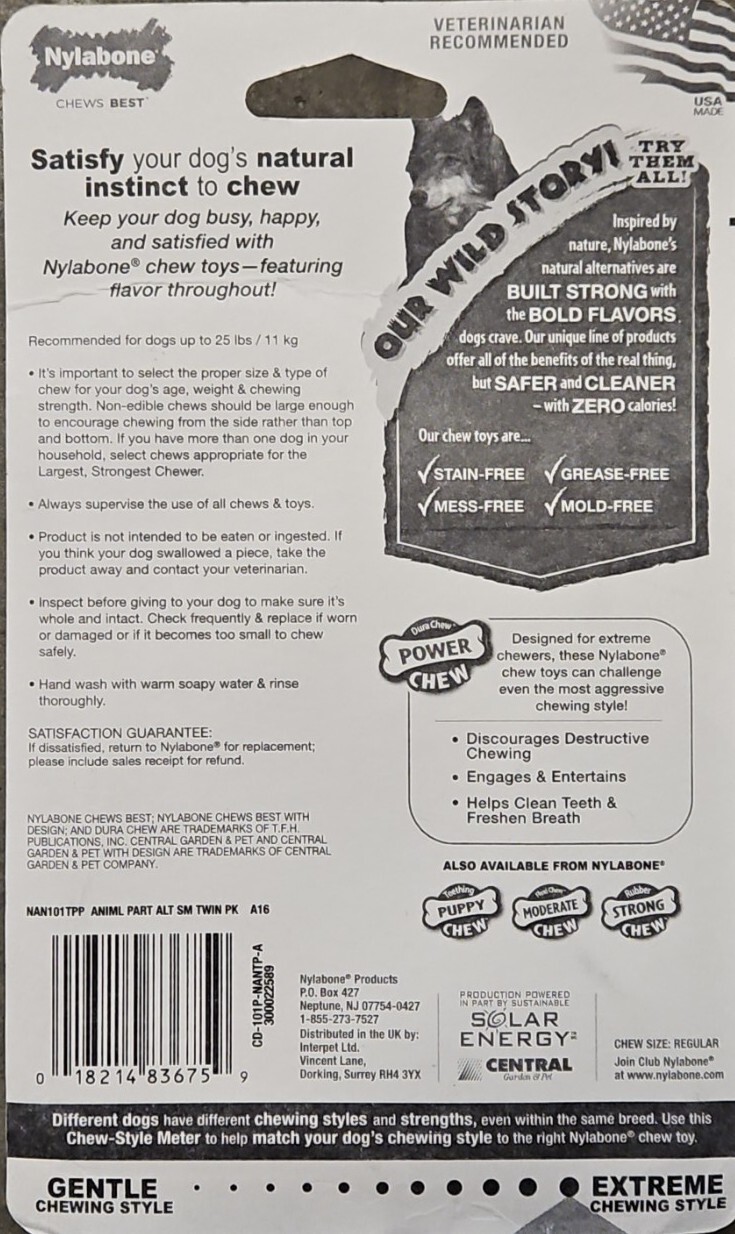 Nylabone®
CHEWS BEST™
VETERINARIAN
RECOMMENDED
USA
MADE
Satisfy your dog's natural
instinct to chew
Keep your dog busy, happy,
and satisfied with
Nylabone® chew toys—featuring
flavor throughout!
Recommended for dogs up to 25 lbs / 11 kg
• It's important to select the proper size & type of
chew for your dog's age, weight & chewing
strength. Non-edible chews should be large enough
to encourage chewing from the side rather than top
and bottom. If you have more than one dog in your
household, select chews appropriate for the
Largest, Strongest Chewer.
• Always supervise the use of all chews & toys.
• Product is not intended to be eaten or ingested. If
you think your dog swallowed a piece, take the
product away and contact your veterinarian.
• Inspect before giving to your dog to make sure it's
whole and intact. Check frequently & replace if worn
or damaged or if it becomes too small to chew
safely.
• Hand wash with warm soapy water & rinse
thoroughly.
SATISFACTION GUARANTEE:
If dissatisfied, return to Nylabone® for replacement;
please include sales receipt for refund.
NYLABONE CHEWS BEST; NYLABONE CHEWS BEST WITH
DESIGN; AND DURA CHEW ARE TRADEMARKS OF T.F.H.
PUBLICATIONS, INC. CENTRAL GARDEN & PET AND CENTRAL
GARDEN & PET WITH DESIGN ARE TRADEMARKS OF CENTRAL
GARDEN & PET COMPANY.
NAN101TPP ANIML PART ALT SM TWIN PK A16
0 18214 83675 9
CD-101P-NANTP-A
300022589
OUR WILD STORY!
TRY
THEM
ALL!
Inspired by
nature, Nylabone's
natural alternatives are
BUILT STRONG with
the BOLD FLAVORS
dogs crave. Our unique line of products
offer all of the benefits of the real thing,
but SAFER and CLEANER
– with ZERO calories!
Our chew toys are...
✓STAIN-FREE ✓GREASE-FREE
✓MESS-FREE ✓MOLD-FREE
Dura Chew
POWER
CHEW
Designed for extreme
chewers, these Nylabone®
chew toys can challenge
even the most aggressive
chewing style!
• Discourages Destructive
Chewing
• Engages & Entertains
• Helps Clean Teeth &
Freshen Breath
ALSO AVAILABLE FROM NYLABONE®
Teething
PUPPY
CHEW
Flexi Chew
MODERATE
CHEW
Rubber
STRONG
CHEW
Nylabone® Products
P.O. Box 427
Neptune, NJ 07754-0427
1-855-273-7527
Distributed in the UK by:
Interpet Ltd.
Vincent Lane,
Dorking, Surrey RH4 3YX
PRODUCTION POWERED
IN PART BY SUSTAINABLE
SOLAR
ENERGY
CENTRAL
Garden & Pet
CHEW SIZE: REGULAR
Join Club Nylabone®
at www.nylabone.com
Different dogs have different chewing styles and strengths, even within the same breed. Use this
Chew-Style Meter to help match your dog's chewing style to the right Nylabone® chew toy.
GENTLE
CHEWING STYLE
EXTREME
CHEWING STYLE